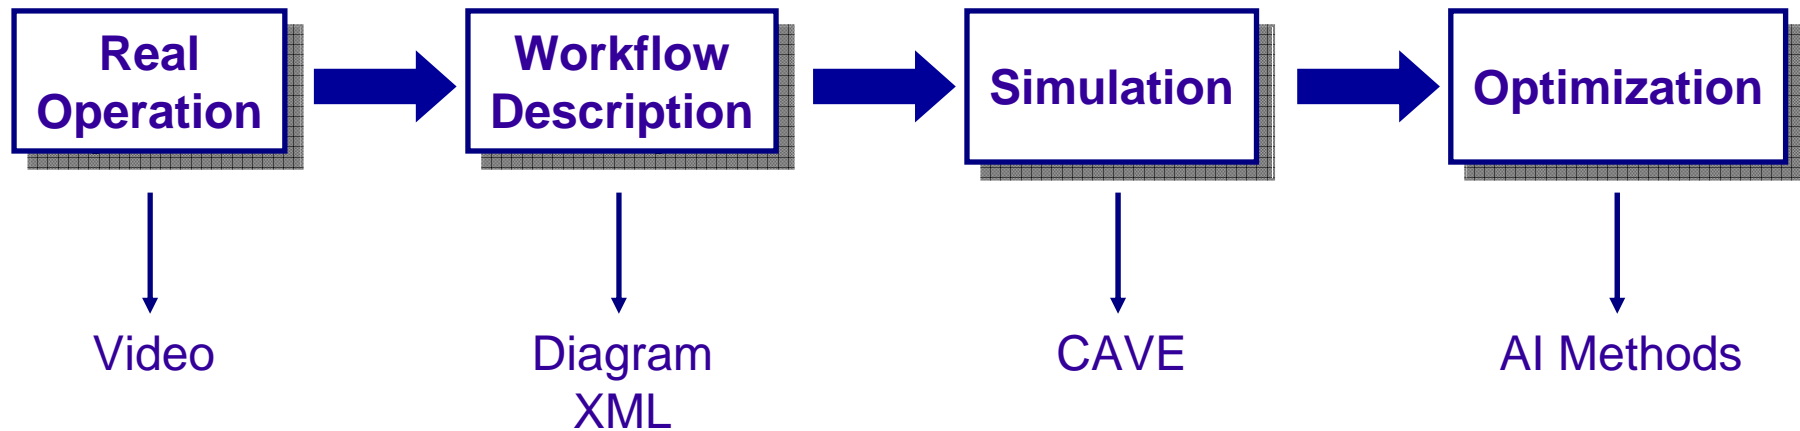 Real
Operation
Workflow
Description
Simulation
Optimization
Video
Diagram
XML
CAVE
AI Methods